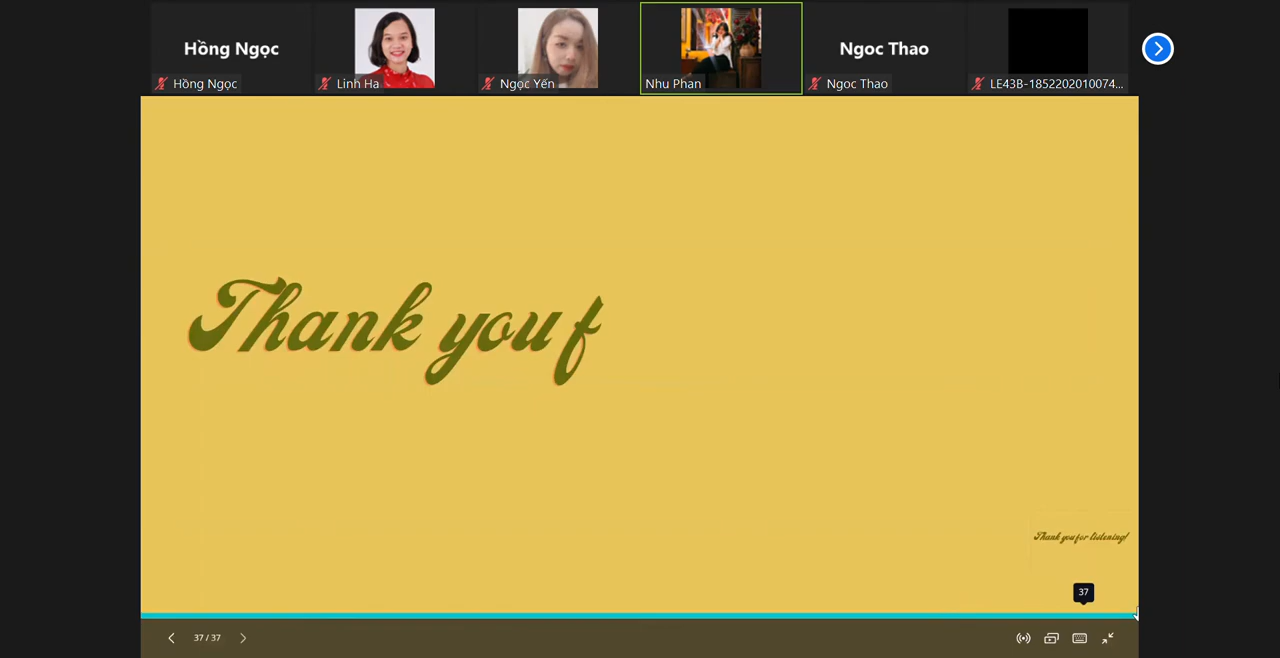 Hồng Ngọc
Ngoc Thao
Hồng Ngọc
Linh Ha
Ngọc Yến
Nhu Phan
Ngoc Thao
LE43B-1852202010074...
Thank you f
Thank you for listening!
37
37 / 37